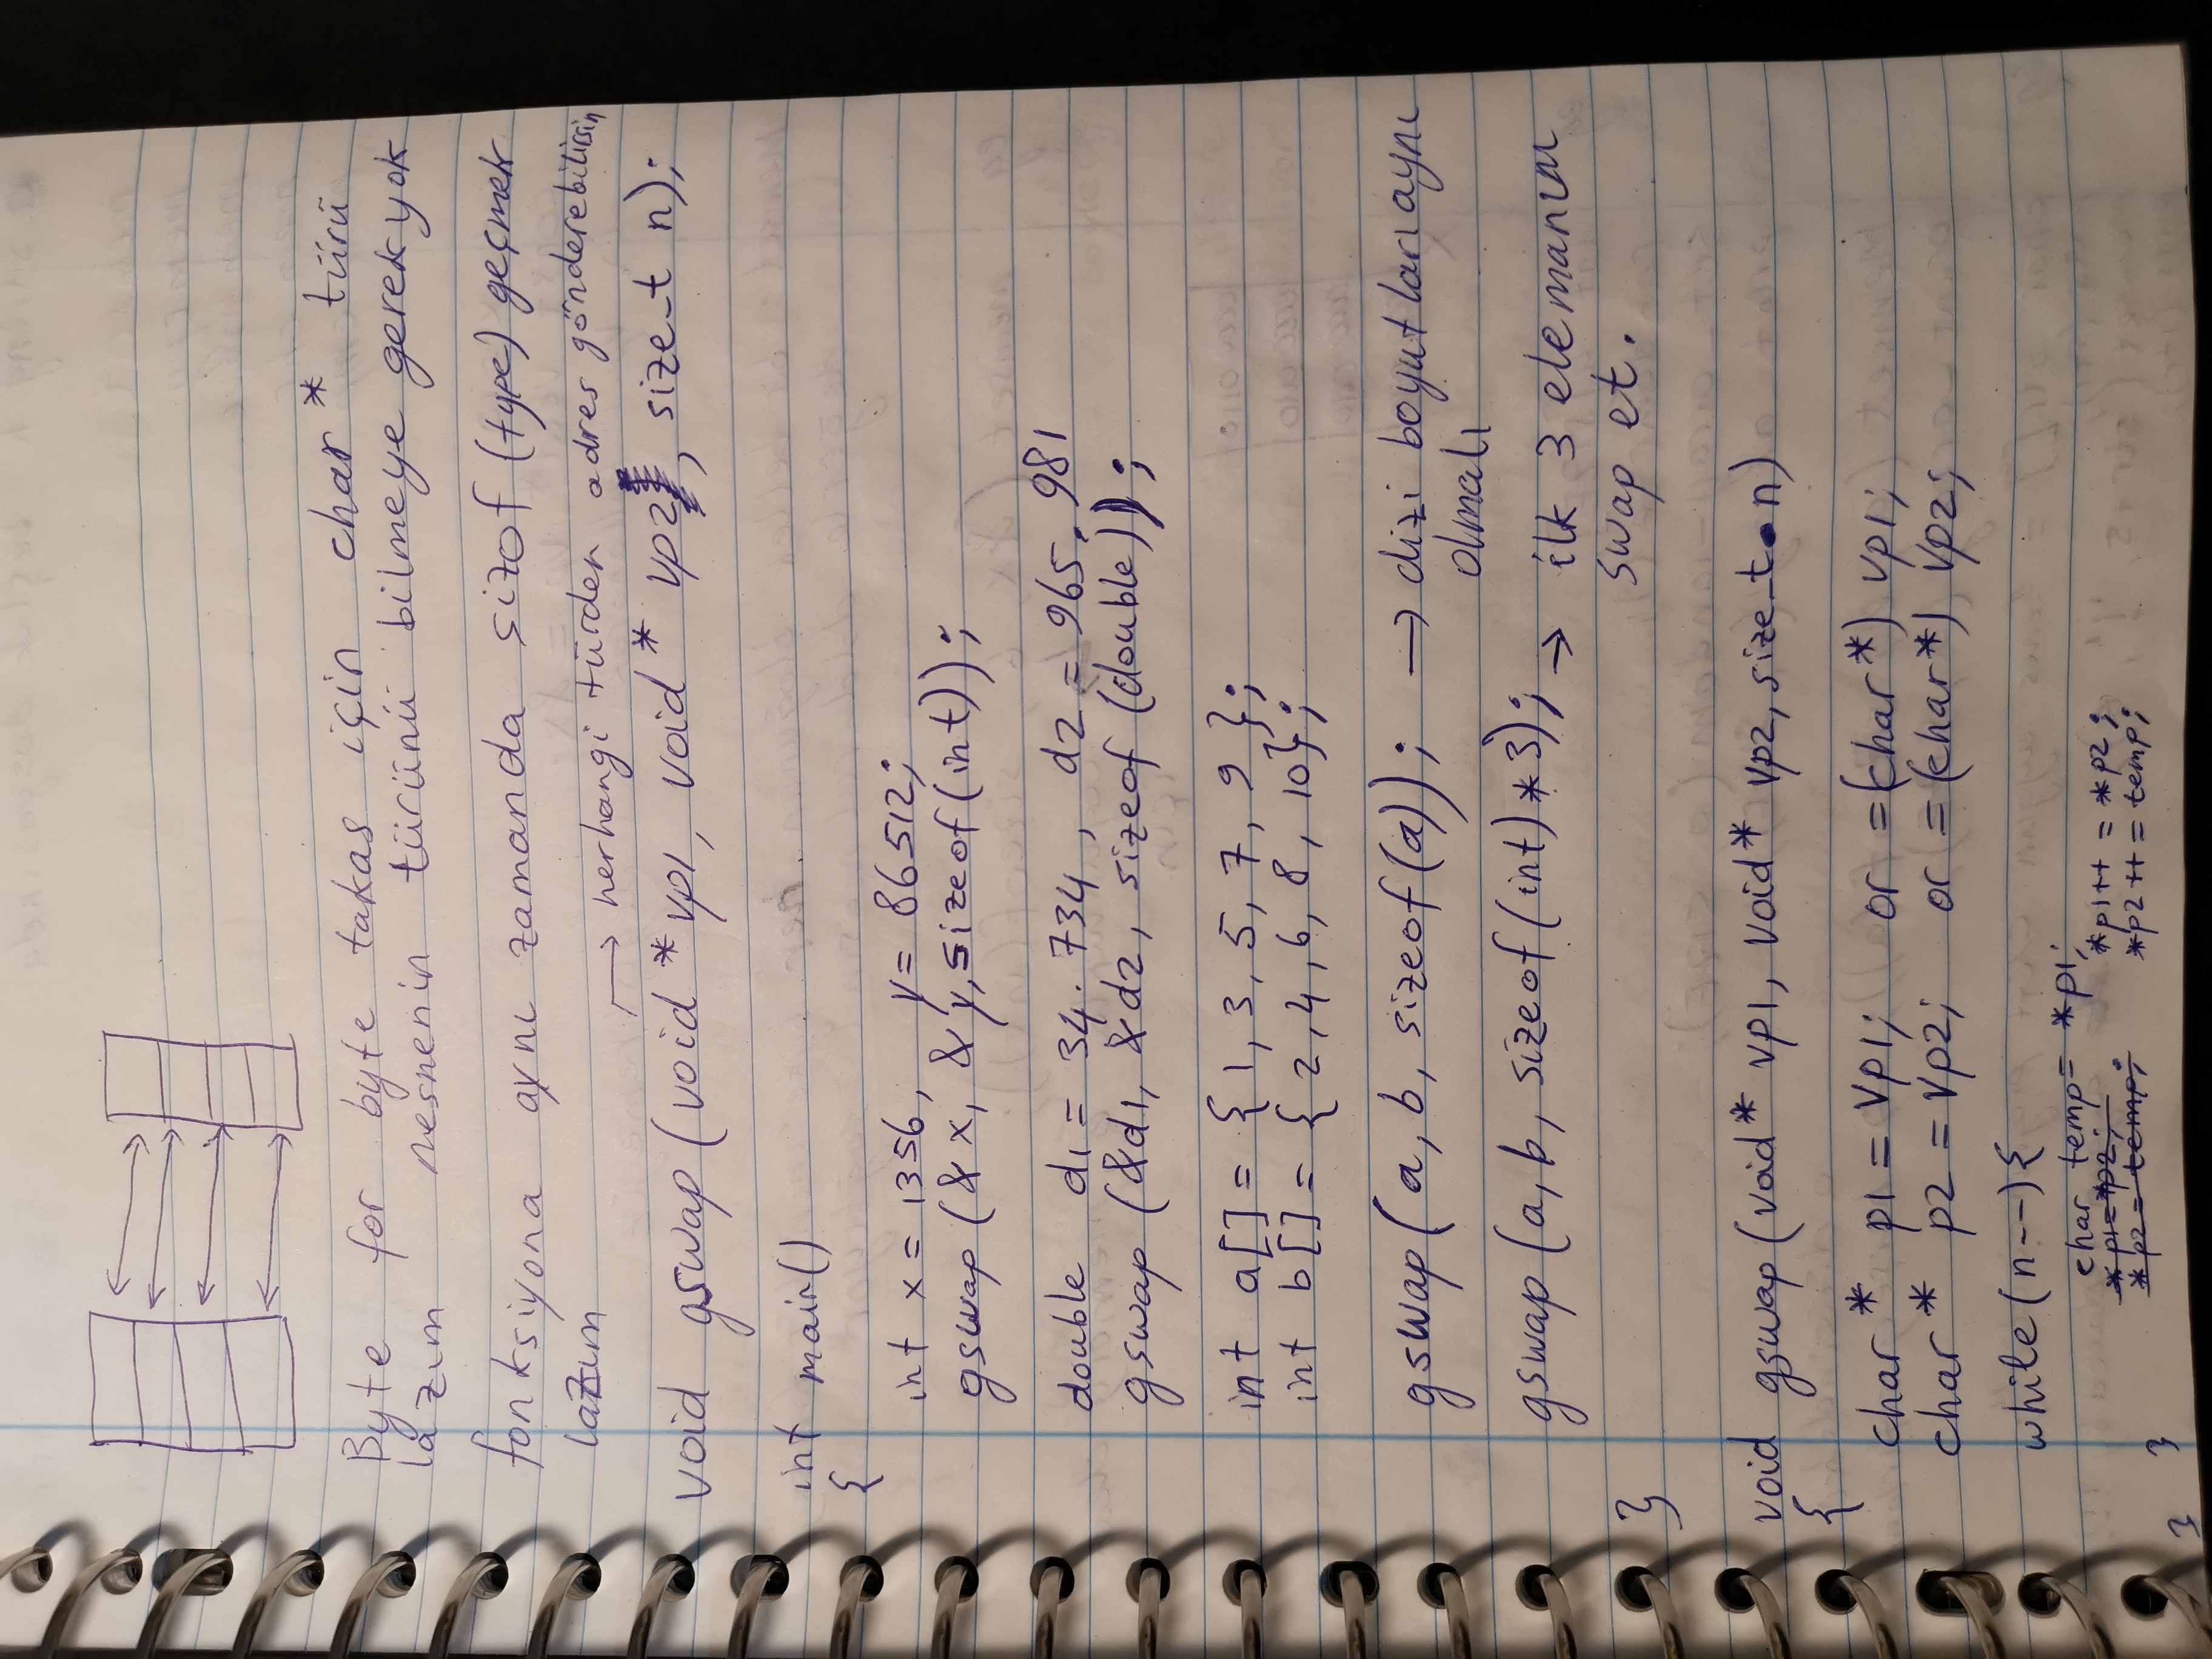 Byte for byte takas için char* türü
lazım nesnenin türünü bilmeye gerek yok
fonksiyona aynı zamanda sizof (type) geçmek
lazım
→ herhangi türden adres gönderebilirsin
void gswap (void *vp1, void * vp2, size_t n);
int main()
{
int x = 1356, y = 86512;
gswap (&x, &y, sizeof(int));
double d1 = 34.734, d2 = 965.981
gswap (&d1, &d2, sizeof (double));
int a[] = {1, 3, 5, 7, 9};
int b[] = {2, 4, 6, 8, 10};
gswap(a, b, sizeof(a)); → dizi boyutları aynı
olmalı
gswap (a, b, sizeof(int)*3); → ilk 3 elemanını
swap et.
}
void gswap(void* vp1, void* vp2, size_t n)
{
char* p1 = vp1; or =(char*) vp1;
char* p2 = vp2; or =(char*) vp2;
while(n--){
char temp= *p1;
*p1=*p2; *p1++ = *p2;
*p2 = temp; *p2++ = temp;
} }